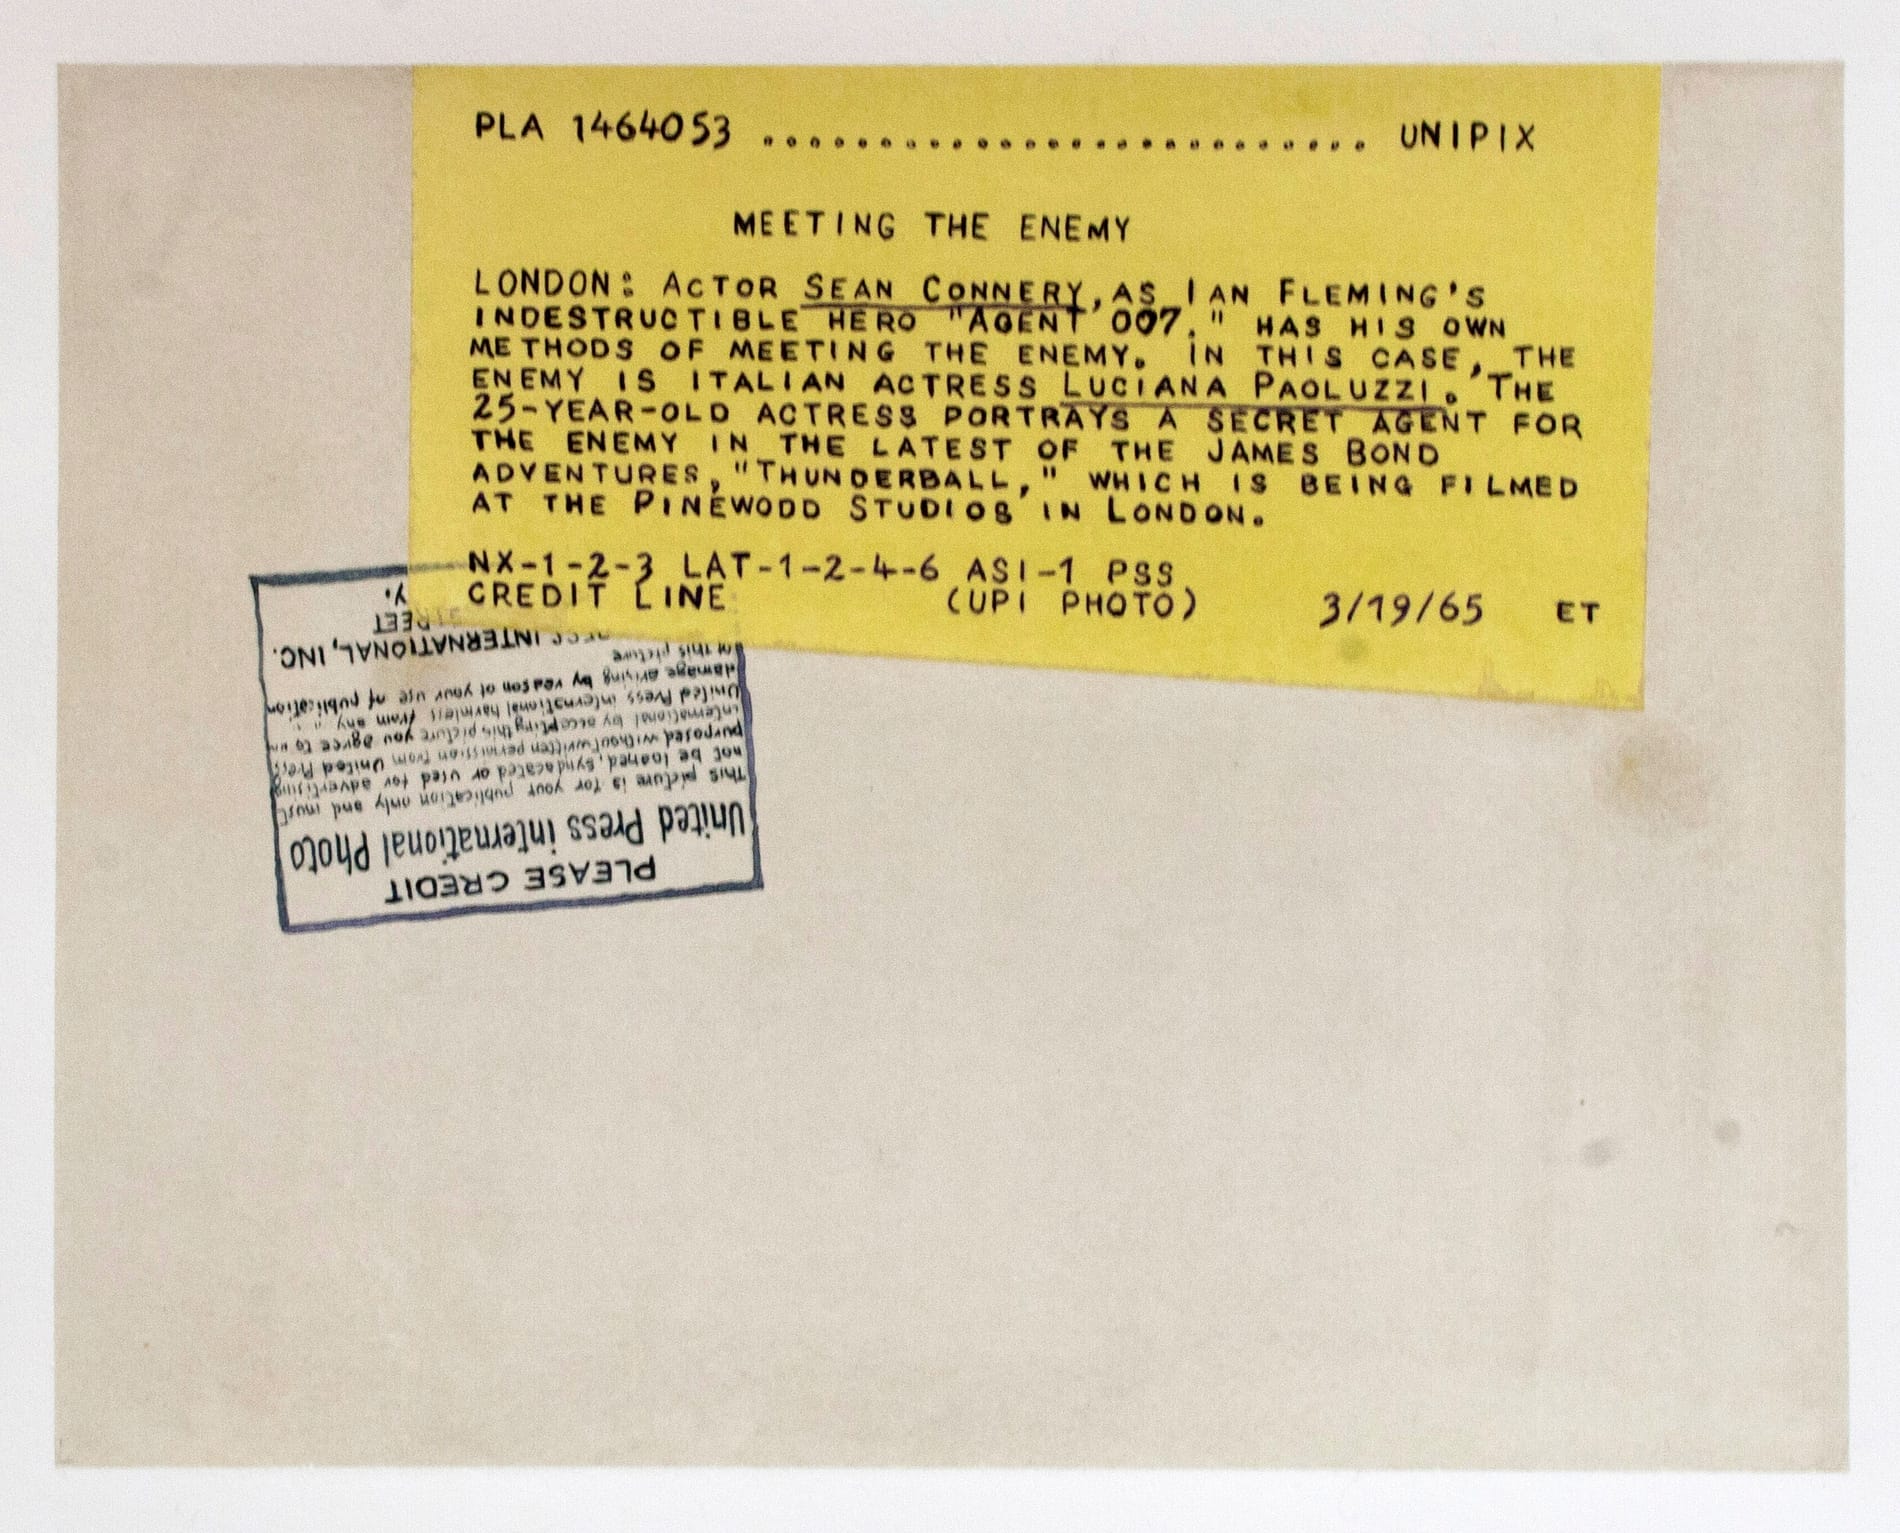 PLA 1464053 .......................... UNIPIX
MEETING THE ENEMY
LONDON: ACTOR SEAN CONNERY, AS IAN FLEMING'S
INDESTRUCTIBLE HERO "AGENT 007," HAS HIS OWN
METHODS OF MEETING THE ENEMY. IN THIS CASE, THE
ENEMY IS ITALIAN ACTRESS LUCIANA PAOLUZZI. THE
25-YEAR-OLD ACTRESS PORTRAYS A SECRET AGENT FOR
THE ENEMY IN THE LATEST OF THE JAMES BOND
ADVENTURES, "THUNDERBALL," WHICH IS BEING FILMED
AT THE PINEWOOD STUDIOS IN LONDON.
NX-1-2-3 LAT-1-2-4-6 ASI-1 PSS
CREDIT LINE (UPI PHOTO) 3/19/65 ET
PLEASE CREDIT
United Press international Photo
This picture is for your publication only and must
not be loaned, syndacated or used for advertising
purposed without written permission from United Press
international by accepting this picture you agree to
United Press international harmless from any
damage arising by reason of your use of publication
of this picture
INTERNATIONAL, INC.
STREET
Y.